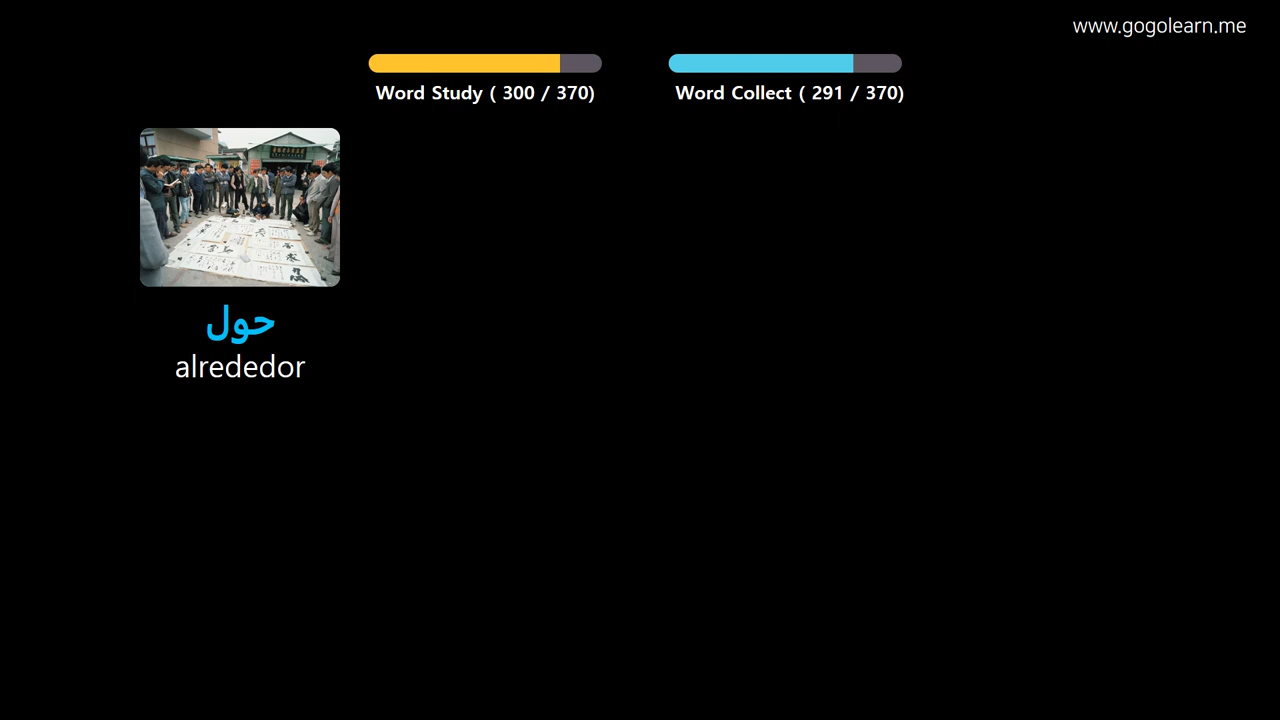 www.gogolearn.me
Word Study ( 300 / 370)
Word Collect ( 291 / 370)
حول
alrededor